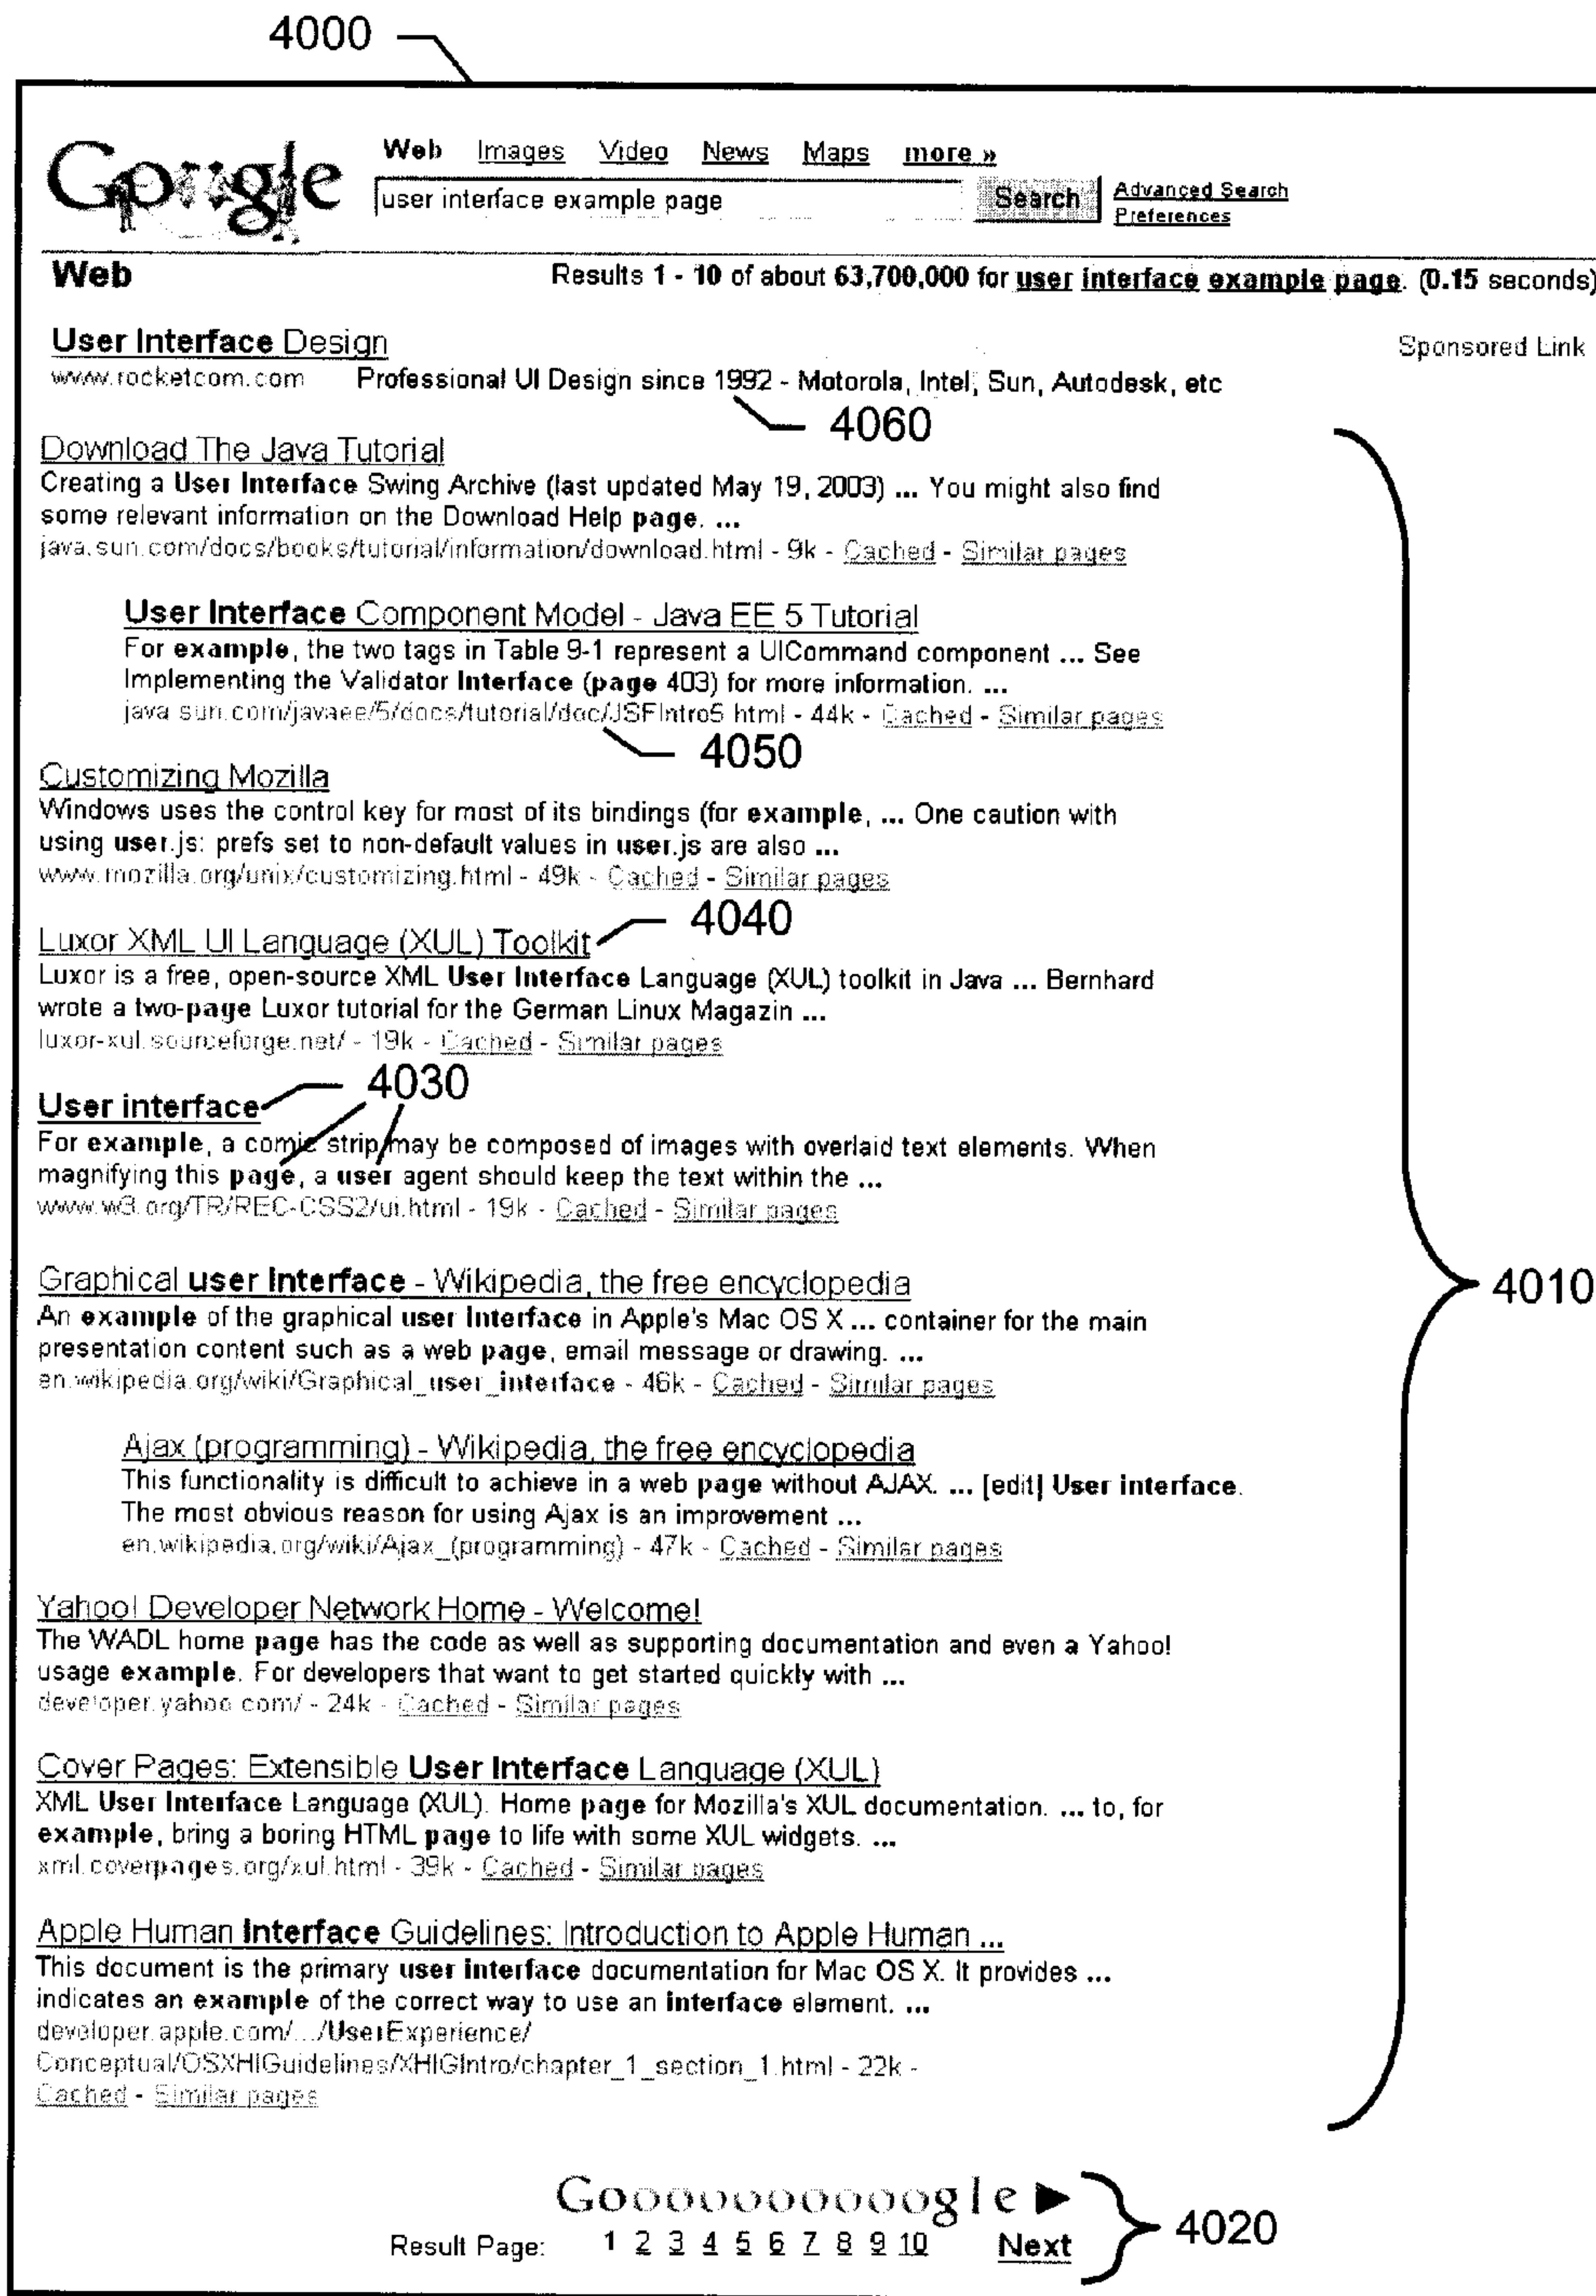 4000
Google
Web Images Video News Maps more »
user interface example page Search Advanced Search
Preferences
Web Results 1 - 10 of about 63,700,000 for user interface example page. (0.15 seconds)
User Interface Design Sponsored Link
www.rocketcom.com Professional UI Design since 1992 - Motorola, Intel, Sun, Autodesk, etc
4060
Download The Java Tutorial
Creating a User Interface Swing Archive (last updated May 19, 2003) ... You might also find
some relevant information on the Download Help page. ...
java.sun.com/docs/books/tutorial/information/download.html - 9k - Cached - Similar pages
User Interface Component Model - Java EE 5 Tutorial
For example, the two tags in Table 9-1 represent a UICommand component ... See
Implementing the Validator Interface (page 403) for more information. ...
java.sun.com/javaee/5/docs/tutorial/doc/JSFIntro5.html - 44k - Cached - Similar pages
4050
Customizing Mozilla
Windows uses the control key for most of its bindings (for example, ... One caution with
using user.js: prefs set to non-default values in user.js are also ...
www.mozilla.org/unix/customizing.html - 49k - Cached - Similar pages
4040
Luxor XML UI Language (XUL) Toolkit
Luxor is a free, open-source XML User Interface Language (XUL) toolkit in Java ... Bernhard
wrote a two-page Luxor tutorial for the German Linux Magazin ...
luxor-xul.sourceforge.net/ - 19k - Cached - Similar pages
4030
User interface
For example, a comic strip may be composed of images with overlaid text elements. When
magnifying this page, a user agent should keep the text within the ...
www.w3.org/TR/REC-CSS2/ui.html - 19k - Cached - Similar pages
Graphical user interface - Wikipedia, the free encyclopedia
An example of the graphical user interface in Apple's Mac OS X ... container for the main
presentation content such as a web page, email message or drawing. ...
en.wikipedia.org/wiki/Graphical_user_interface - 46k - Cached - Similar pages
4010
Ajax (programming) - Wikipedia, the free encyclopedia
This functionality is difficult to achieve in a web page without AJAX. ... [edit] User interface.
The most obvious reason for using Ajax is an improvement ...
en.wikipedia.org/wiki/Ajax_(programming) - 47k - Cached - Similar pages
Yahoo! Developer Network Home - Welcome!
The WADL home page has the code as well as supporting documentation and even a Yahoo!
usage example. For developers that want to get started quickly with ...
developer.yahoo.com/ - 24k - Cached - Similar pages
Cover Pages: Extensible User Interface Language (XUL)
XML User Interface Language (XUL). Home page for Mozilla's XUL documentation. ... to, for
example, bring a boring HTML page to life with some XUL widgets. ...
xml.coverpages.org/xul.html - 39k - Cached - Similar pages
Apple Human Interface Guidelines: Introduction to Apple Human ...
This document is the primary user interface documentation for Mac OS X. It provides ...
indicates an example of the correct way to use an interface element. ...
developer.apple.com/.../UserExperience/
Conceptual/OSXHIGuidelines/XHIGIntro/chapter_1_section_1.html - 22k -
Cached - Similar pages
Goooooooooogle ►
Result Page: 1 2 3 4 5 6 7 8 9 10 Next
4020